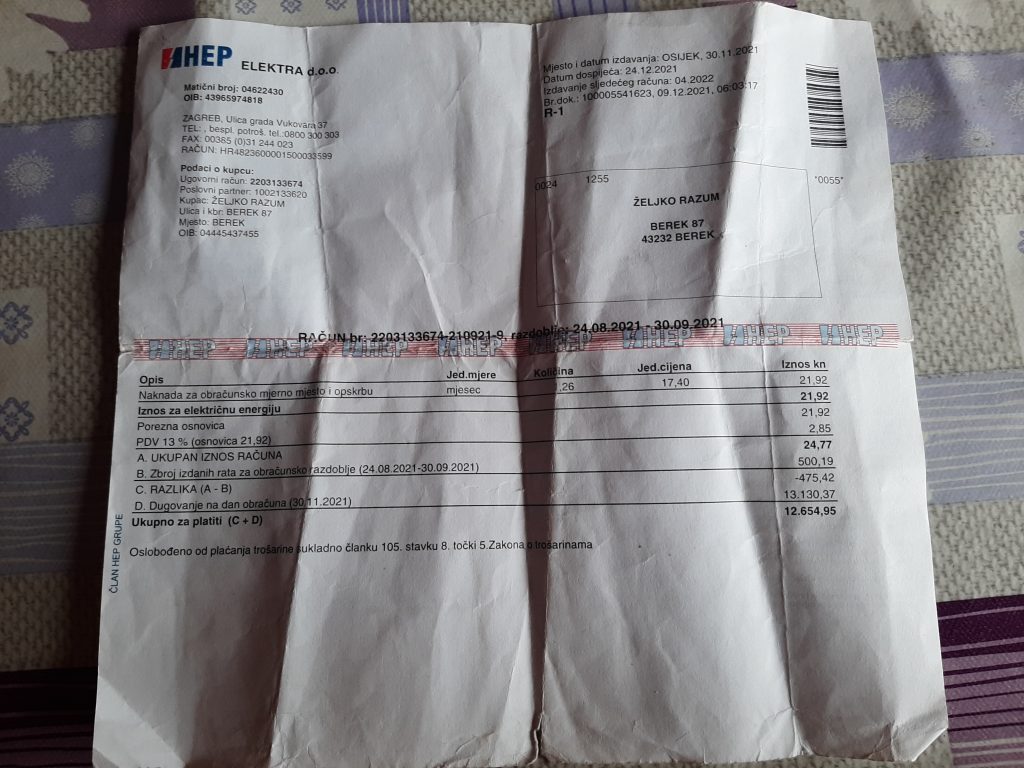 HEP ELEKTRA d.o.o.
Matični broj: 04622430
OIB: 43965974818
ZAGREB, Ulica grada Vukovara 37
TEL: , bespl. potroš. tel.:0800 300 303
FAX: 00385 (0)31 244 023
RAČUN: HR4823600001500033599
Podaci o kupcu:
Ugovorni račun: 2203133674
Poslovni partner: 1002133620
Kupac: ŽELJKO RAZUM
Ulica i kbr: BEREK 87
Mjesto: BEREK
OIB: 04445437455
Mjesto i datum izdavanja: OSIJEK, 30.11.2021
Datum dospijeća: 24.12.2021
Izdavanje sljedećeg računa: 04.2022
Br.dok.: 100005541623, 09.12.2021, 06:03:17
R-1
0024 1255
"0055"
ŽELJKO RAZUM
BEREK 87
43232 BEREK
RAČUN br: 2203133674-210921-9, razdoblje: 24.08.2021 - 30.09.2021
HEP HEP HEP HEP HEP HEP HEP HEP
Opis Jed.mjere Količina Jed.cijena Iznos kn
Naknada za obračunsko mjerno mjesto i opskrbu mjesec 1,26 17,40 21,92
Iznos za električnu energiju 21,92
Porezna osnovica 21,92
PDV 13 % (osnovica 21,92) 2,85
A. UKUPAN IZNOS RAČUNA 24,77
B. Zbroj izdanih rata za obračunsko razdoblje (24.08.2021-30.09.2021) 500,19
C. RAZLIKA (A - B) -475,42
D. Dugovanje na dan obračuna (30.11.2021) 13.130,37
Ukupno za platiti (C + D) 12.654,95
Oslobođeno od plaćanja trošarine sukladno članku 105. stavku 8. točki 5.Zakona o trošarinama
ČLAN HEP GRUPE